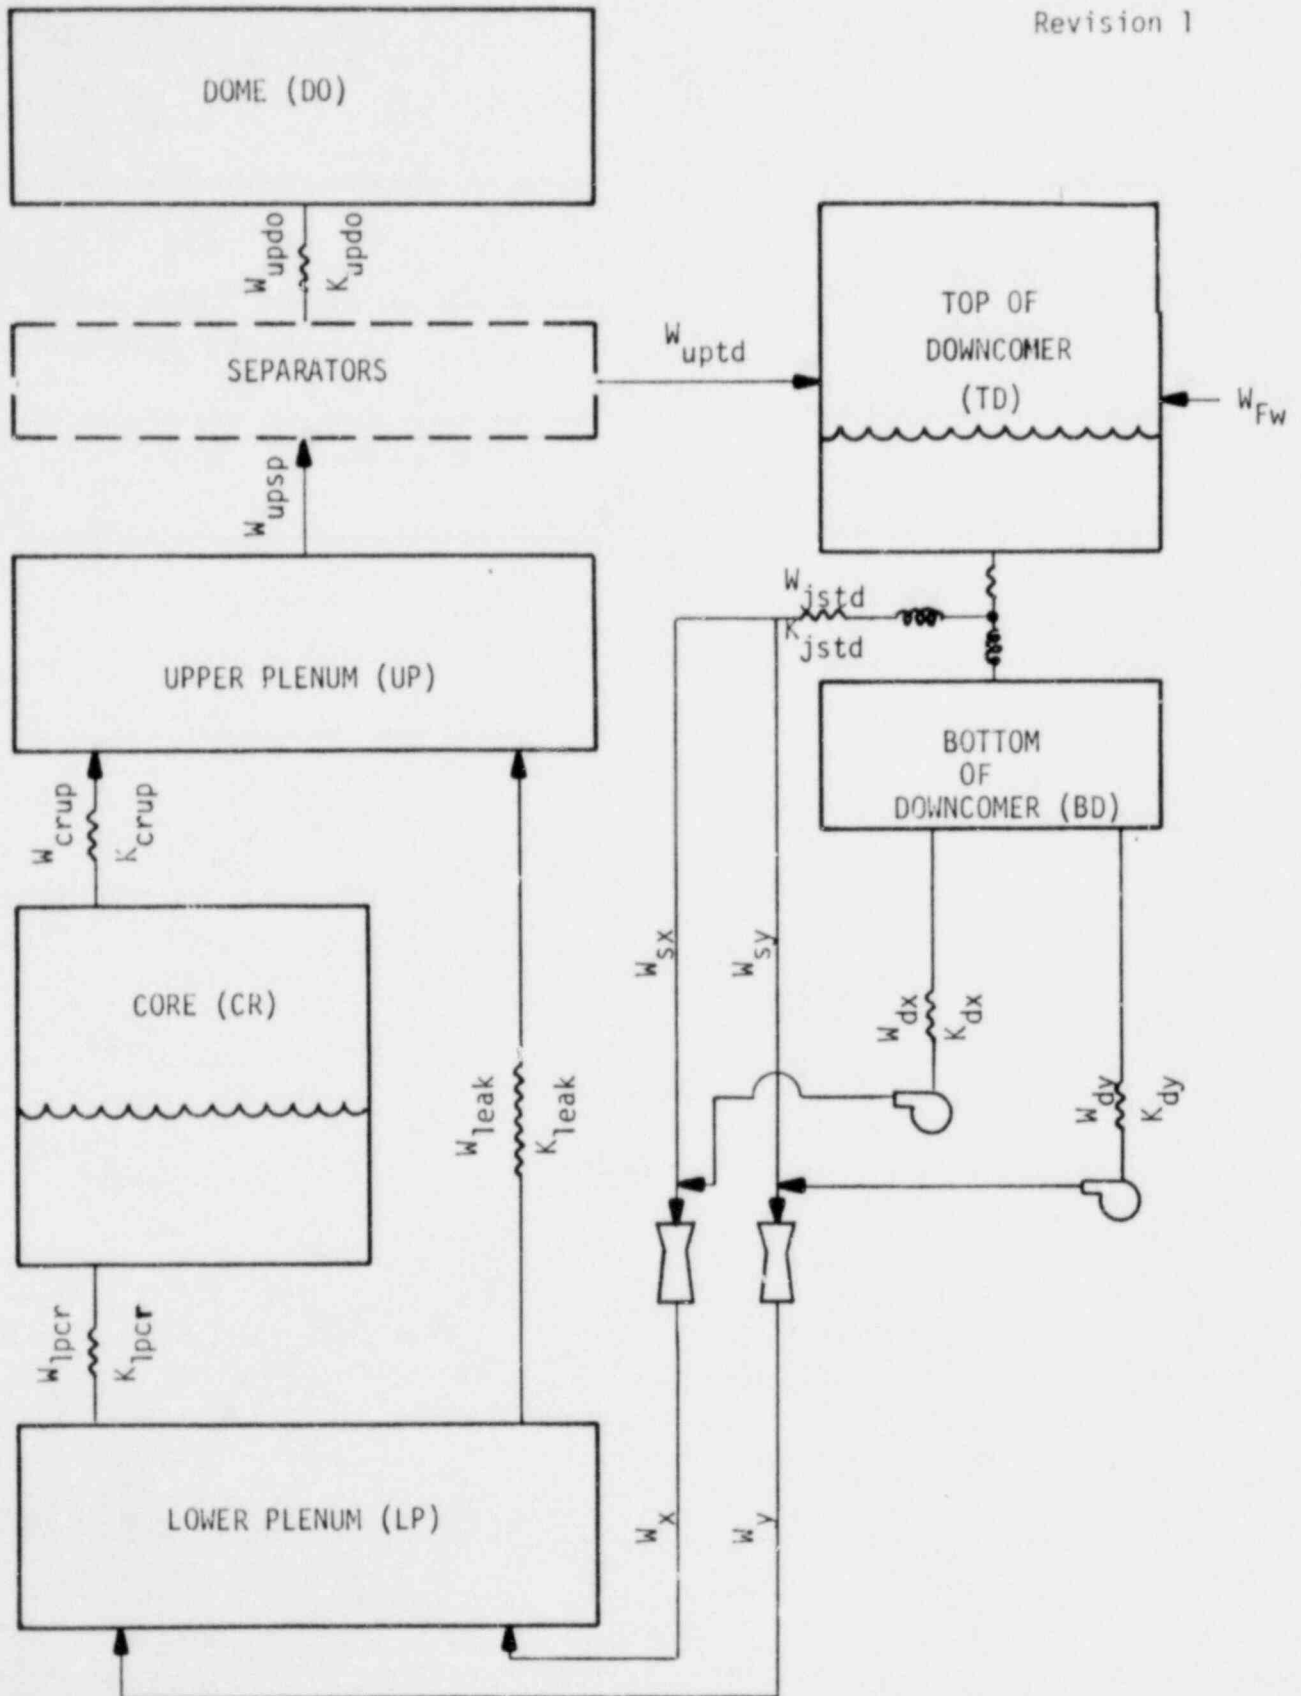 Revision 1
DOME (DO)
W_updo
K_updo
SEPARATORS
W_uptd
TOP OF
DOWNCOMER
(TD)
W_Fw
W_upsp
UPPER PLENUM (UP)
W_jstd
K_jstd
BOTTOM
OF
DOWNCOMER (BD)
W_crup
K_crup
CORE (CR)
W_leak
K_leak
W_sx
W_sy
W_dx
K_dx
W_dy
K_dy
W_lpcr
K_lpcr
LOWER PLENUM (LP)
W_x
W_y